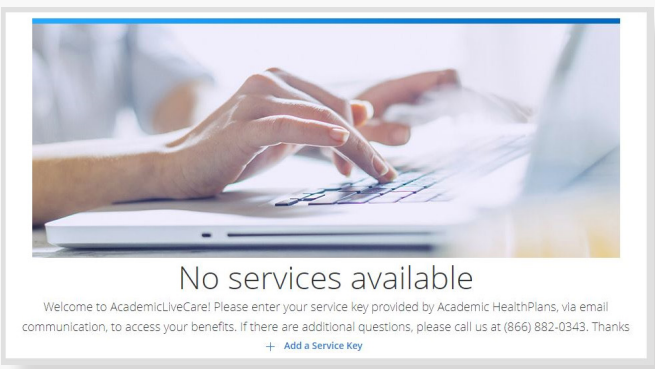 No services available
Welcome to AcademicLiveCare! Please enter your service key provided by Academic HealthPlans, via email
communication, to access your benefits. If there are additional questions, please call us at (866) 882-0343. Thanks
+ Add a Service Key